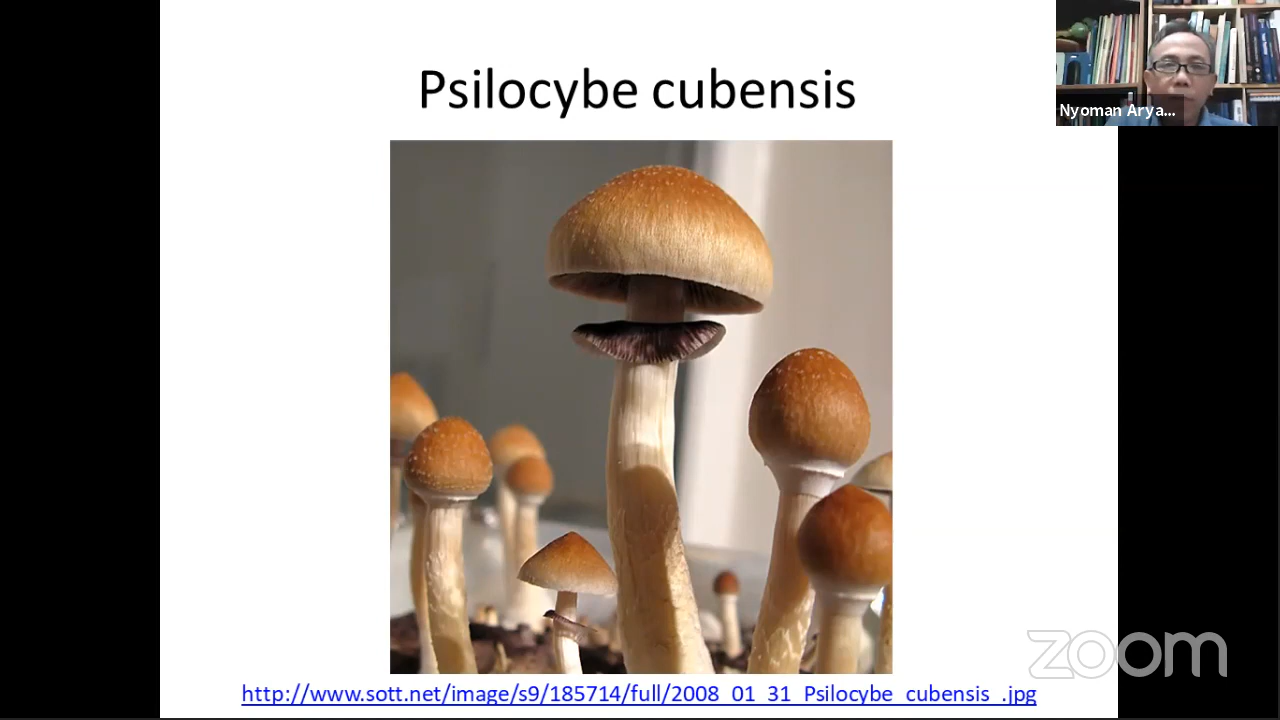 Psilocybe cubensis
Nyoman Arya...
zoom
http://www.sott.net/image/s9/185714/full/2008_01_31_Psilocybe_cubensis_.jpg